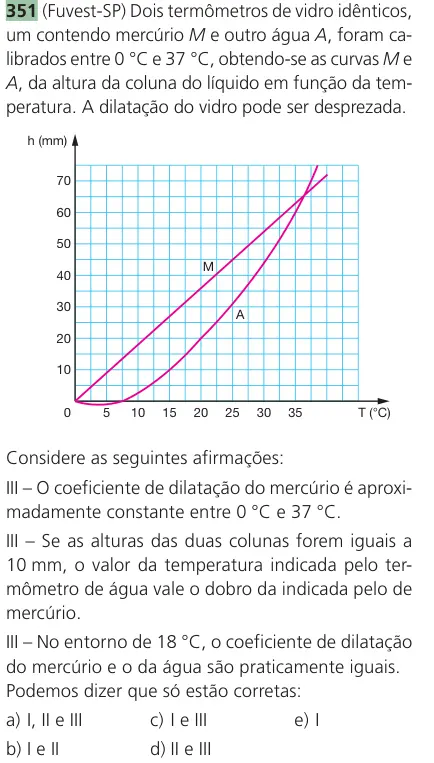 351 (Fuvest-SP) Dois termômetros de vidro idênticos,
um contendo mercúrio M e outro água A, foram ca-
librados entre 0 °C e 37 °C, obtendo-se as curvas M e
A, da altura da coluna do líquido em função da tem-
peratura. A dilatação do vidro pode ser desprezada.
h (mm)
70
60
50
40
30
20
10
M
A
0 5 10 15 20 25 30 35 T (°C)
Considere as seguintes afirmações:
III – O coeficiente de dilatação do mercúrio é aproxi-
madamente constante entre 0 °C e 37 °C.
III – Se as alturas das duas colunas forem iguais a
10 mm, o valor da temperatura indicada pelo ter-
mômetro de água vale o dobro da indicada pelo de
mercúrio.
III – No entorno de 18 °C, o coeficiente de dilatação
do mercúrio e o da água são praticamente iguais.
Podemos dizer que só estão corretas:
a) I, II e III c) I e III e) I
b) I e II d) II e III